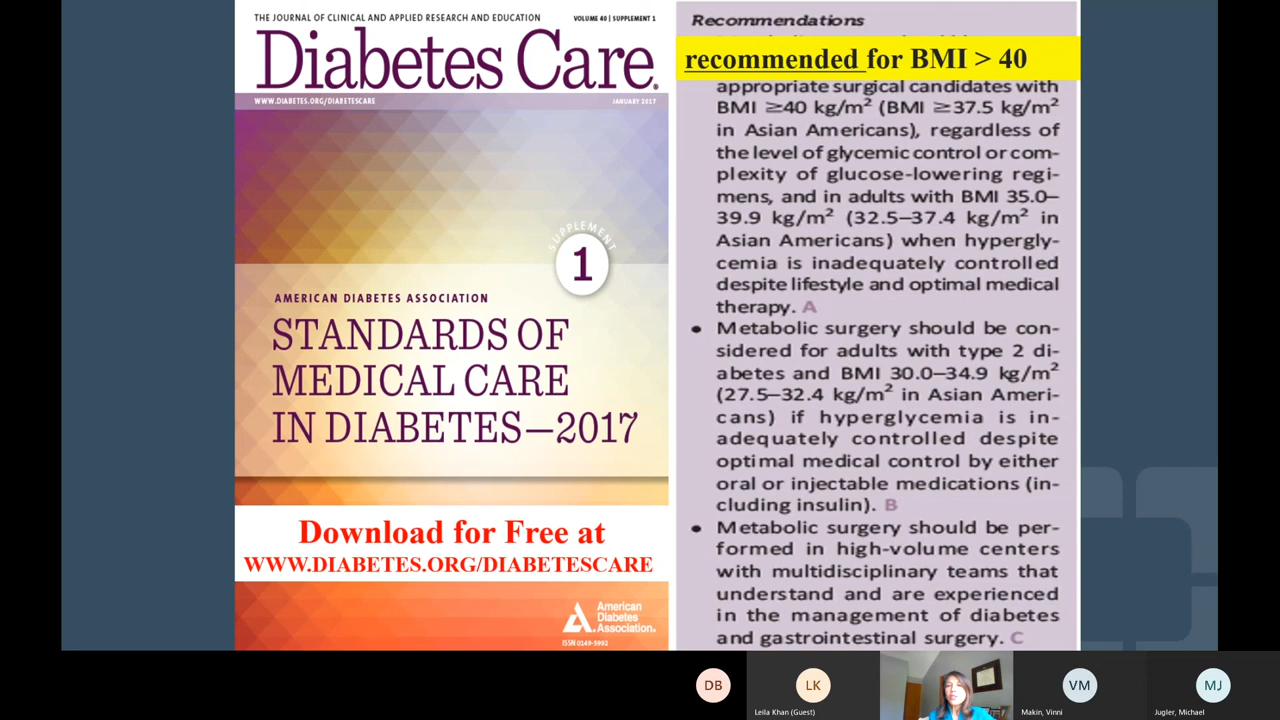 THE JOURNAL OF CLINICAL AND APPLIED RESEARCH AND EDUCATION
VOLUME 40 | SUPPLEMENT 1
Diabetes Care®
WWW.DIABETES.ORG/DIABETESCARE
JANUARY 2017
SUPPLEMENT
1
AMERICAN DIABETES ASSOCIATION
STANDARDS OF
MEDICAL CARE
IN DIABETES—2017
Download for Free at
WWW.DIABETES.ORG/DIABETESCARE
American
Diabetes
Association®
ISSN 0149-5992
Recommendations
recommended for BMI > 40
appropriate surgical candidates with
BMI ≥40 kg/m² (BMI ≥37.5 kg/m²
in Asian Americans), regardless of
the level of glycemic control or com-
plexity of glucose-lowering regi-
mens, and in adults with BMI 35.0–
39.9 kg/m² (32.5–37.4 kg/m² in
Asian Americans) when hypergly-
cemia is inadequately controlled
despite lifestyle and optimal medical
therapy. A
• Metabolic surgery should be con-
sidered for adults with type 2 di-
abetes and BMI 30.0–34.9 kg/m²
(27.5–32.4 kg/m² in Asian Ameri-
cans) if hyperglycemia is in-
adequately controlled despite
optimal medical control by either
oral or injectable medications (in-
cluding insulin). B
• Metabolic surgery should be per-
formed in high-volume centers
with multidisciplinary teams that
understand and are experienced
in the management of diabetes
and gastrointestinal surgery. C
DB
LK
Leila Khan (Guest)
VM
Makin, Vinni
MJ
Jugler, Michael